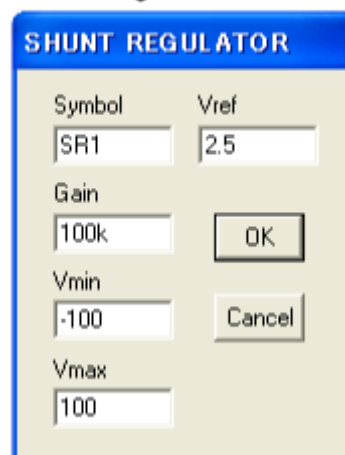 SHUNT REGULATOR
Symbol Vref
SR1 2.5
Gain
100k OK
Vmin
-100 Cancel
Vmax
100